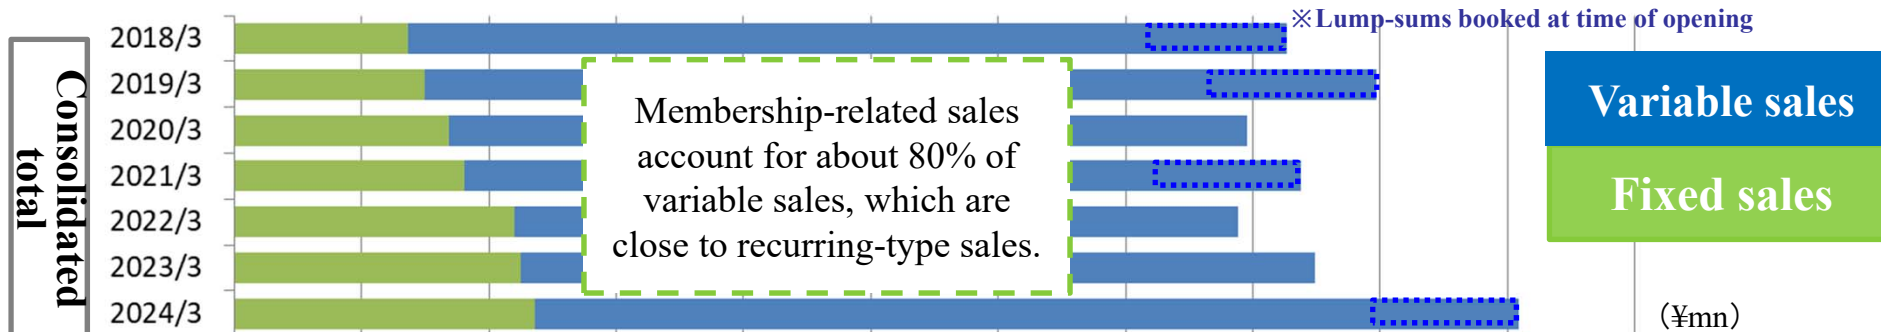 ※Lump-sums booked at time of opening
Consolidated
total
2018/3
2019/3
2020/3
2021/3
2022/3
2023/3
2024/3
Membership-related sales
account for about 80% of
variable sales, which are
close to recurring-type sales.
Variable sales
Fixed sales
(¥mn)